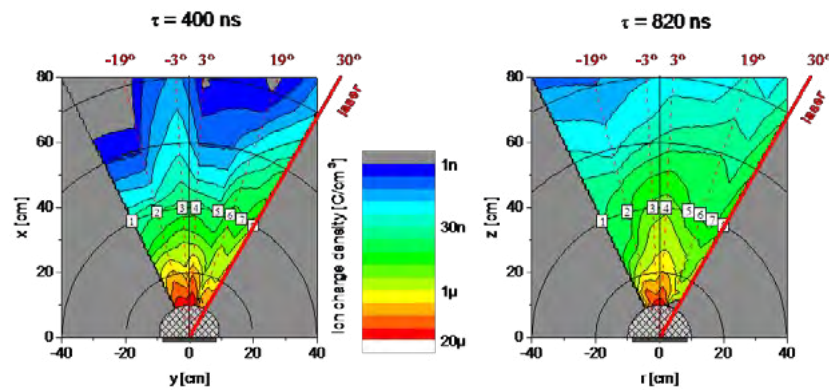 τ = 400 ns
-19° -3° 3° 19° 30°
laser
80
60
40
20
0
x [cm]
1 2 3 4 5 6 7
-40 -20 0 20 40
y [cm]
Ion charge density [C/cm³]
1n
30n
1µ
20µ
τ = 820 ns
-19° -3° 3° 19° 30°
laser
80
60
40
20
0
z [cm]
1 2 3 4 5 6 7
-40 -20 0 20 40
r [cm]